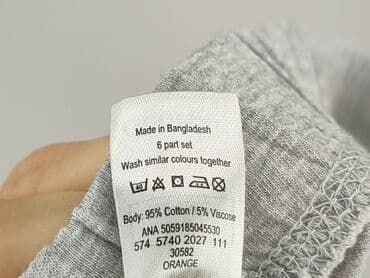 Made in Bangladesh
6 part set
Wash similar colours together
Body: 95% Cotton / 5% Viscose
ANA 5059185045530
574 5740 2027 111
30582
ORANGE